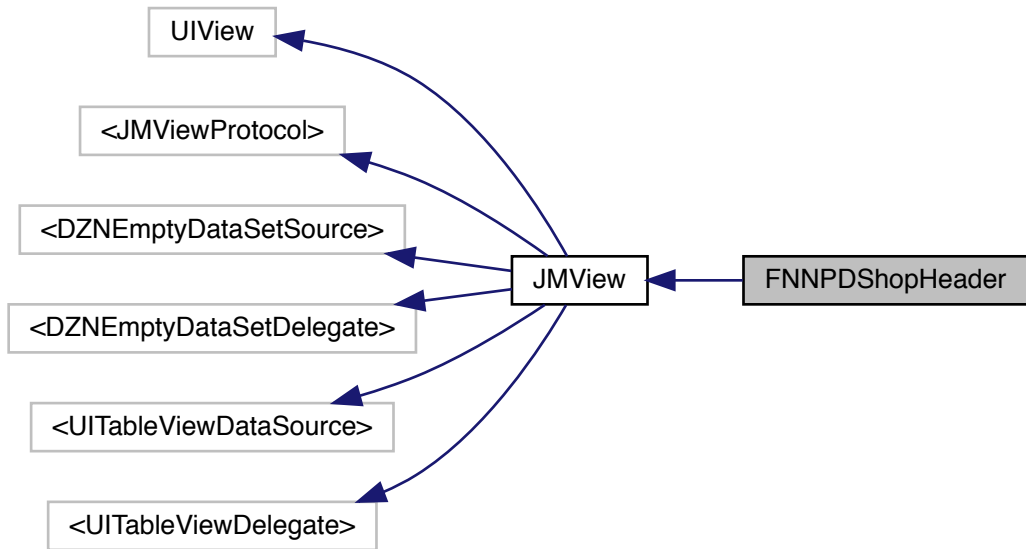 UIView
<JMViewProtocol>
<DZNEmptyDataSetSource>
<DZNEmptyDataSetDelegate>
<UITableViewDataSource>
<UITableViewDelegate>
JMView
FNNPDShopHeader